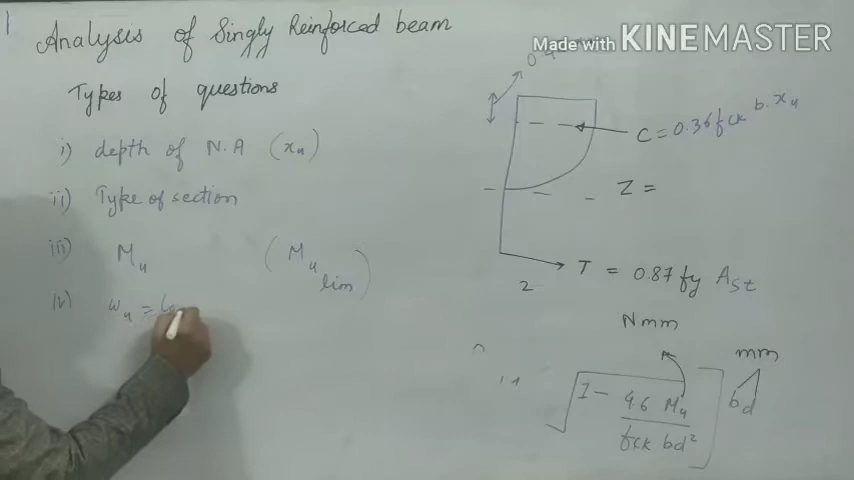 Analysis of Singly Reinforced beam
Types of questions
i) depth of N.A (xu)
ii) Type of section
iii) Mu (Mu lim)
iv) wu =
Made with KINEMASTER
C = 0.36 fck b. xu
Z =
T = 0.87 fy Ast
2
Nmm
mm
√ 1 - 46 Mu / fck bd² ] bd